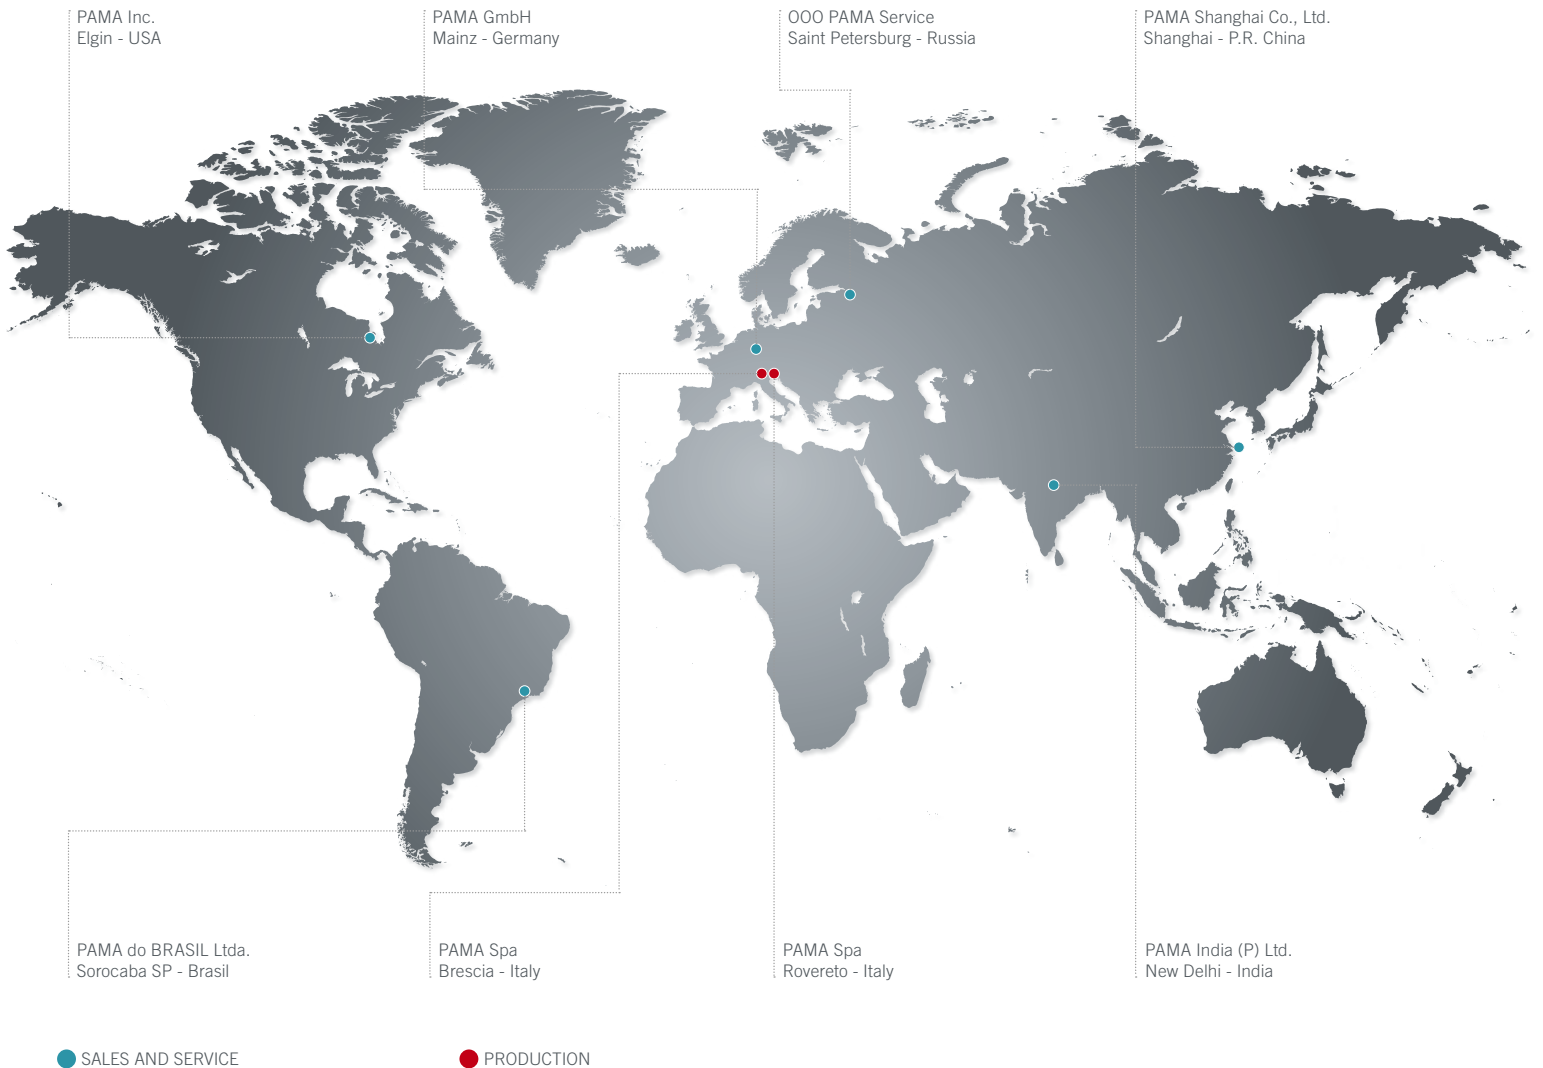 PAMA Inc.
Elgin - USA
PAMA GmbH
Mainz - Germany
OOO PAMA Service
Saint Petersburg - Russia
PAMA Shanghai Co., Ltd.
Shanghai - P.R. China
PAMA do BRASIL Ltda.
Sorocaba SP - Brasil
PAMA Spa
Brescia - Italy
PAMA Spa
Rovereto - Italy
PAMA India (P) Ltd.
New Delhi - India
SALES AND SERVICE
PRODUCTION